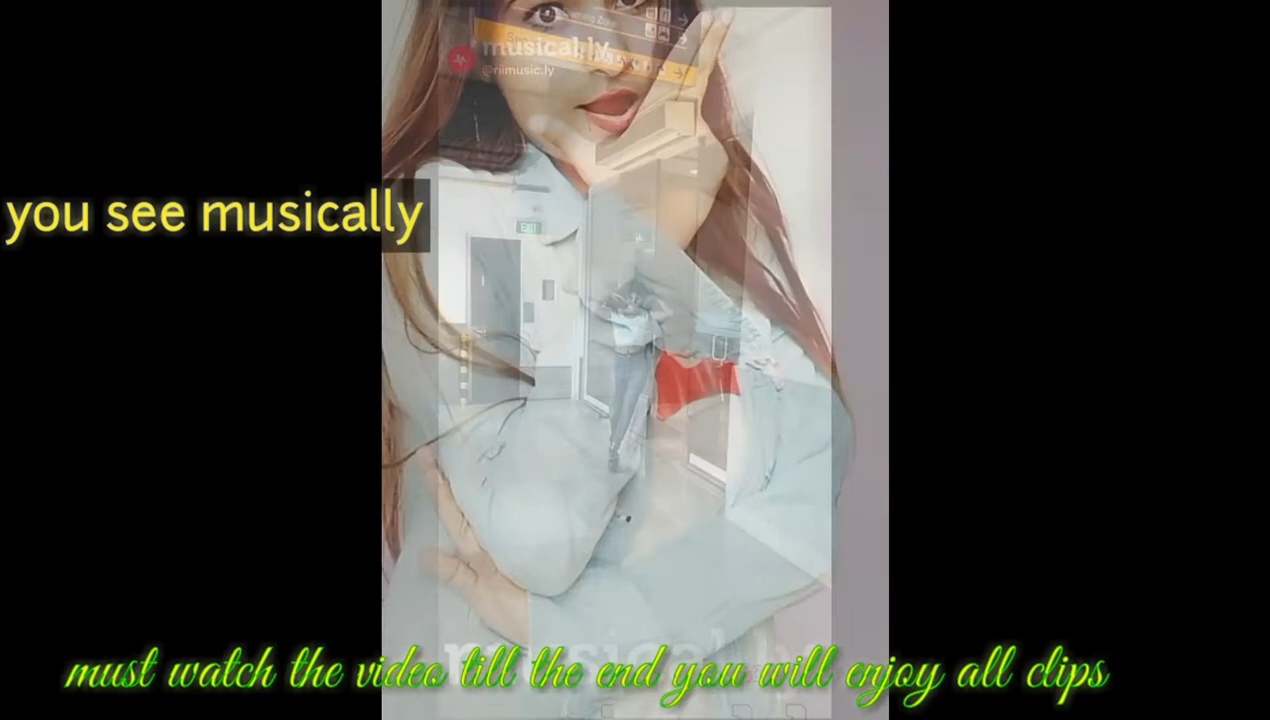 musical.ly
@riimusic.ly
EXIT
you see musically
must watch the video till the end you will enjoy all clips